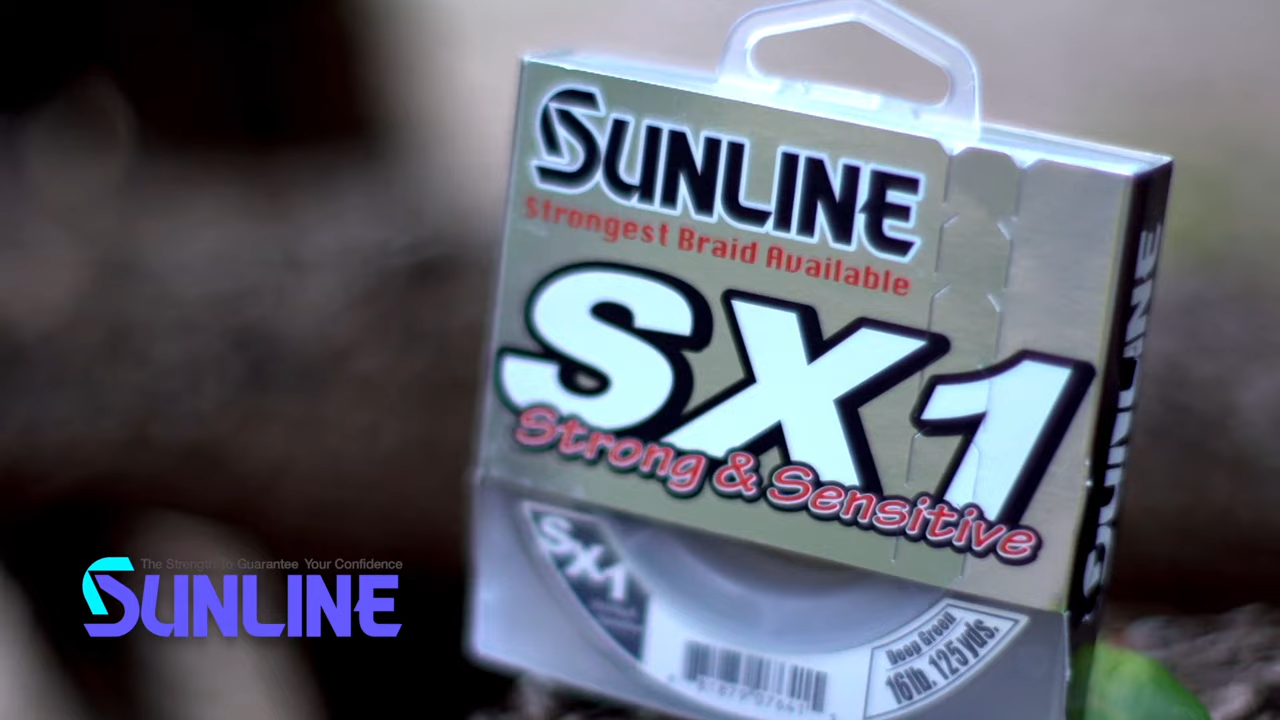 SUNLINE
Strongest Braid Available
SX1
Strong & Sensitive
SUNLINE
SX1
Deep Green
16lb. 125yds.
The Strength to Guarantee Your Confidence
SUNLINE